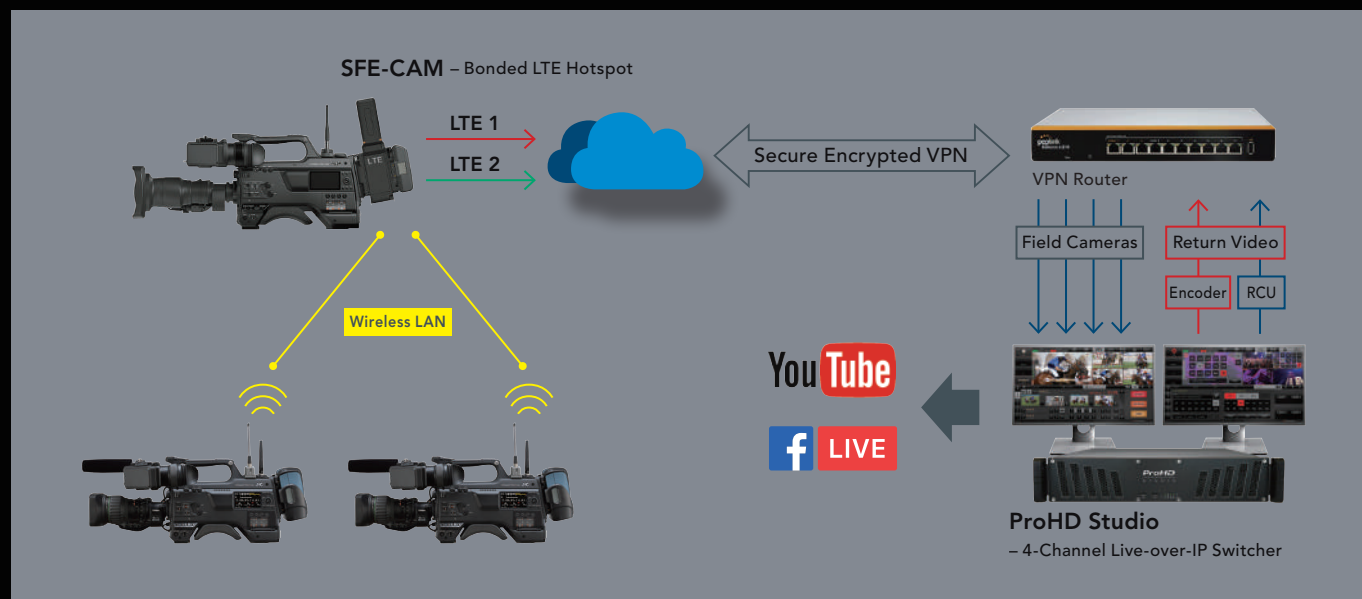 SFE-CAM – Bonded LTE Hotspot
LTE 1
LTE 2
LTE
Secure Encrypted VPN
peplink
VPN Router
Field Cameras
Return Video
Encoder
RCU
Wireless LAN
YouTube
f LIVE
ProHD
ProHD Studio
– 4-Channel Live-over-IP Switcher